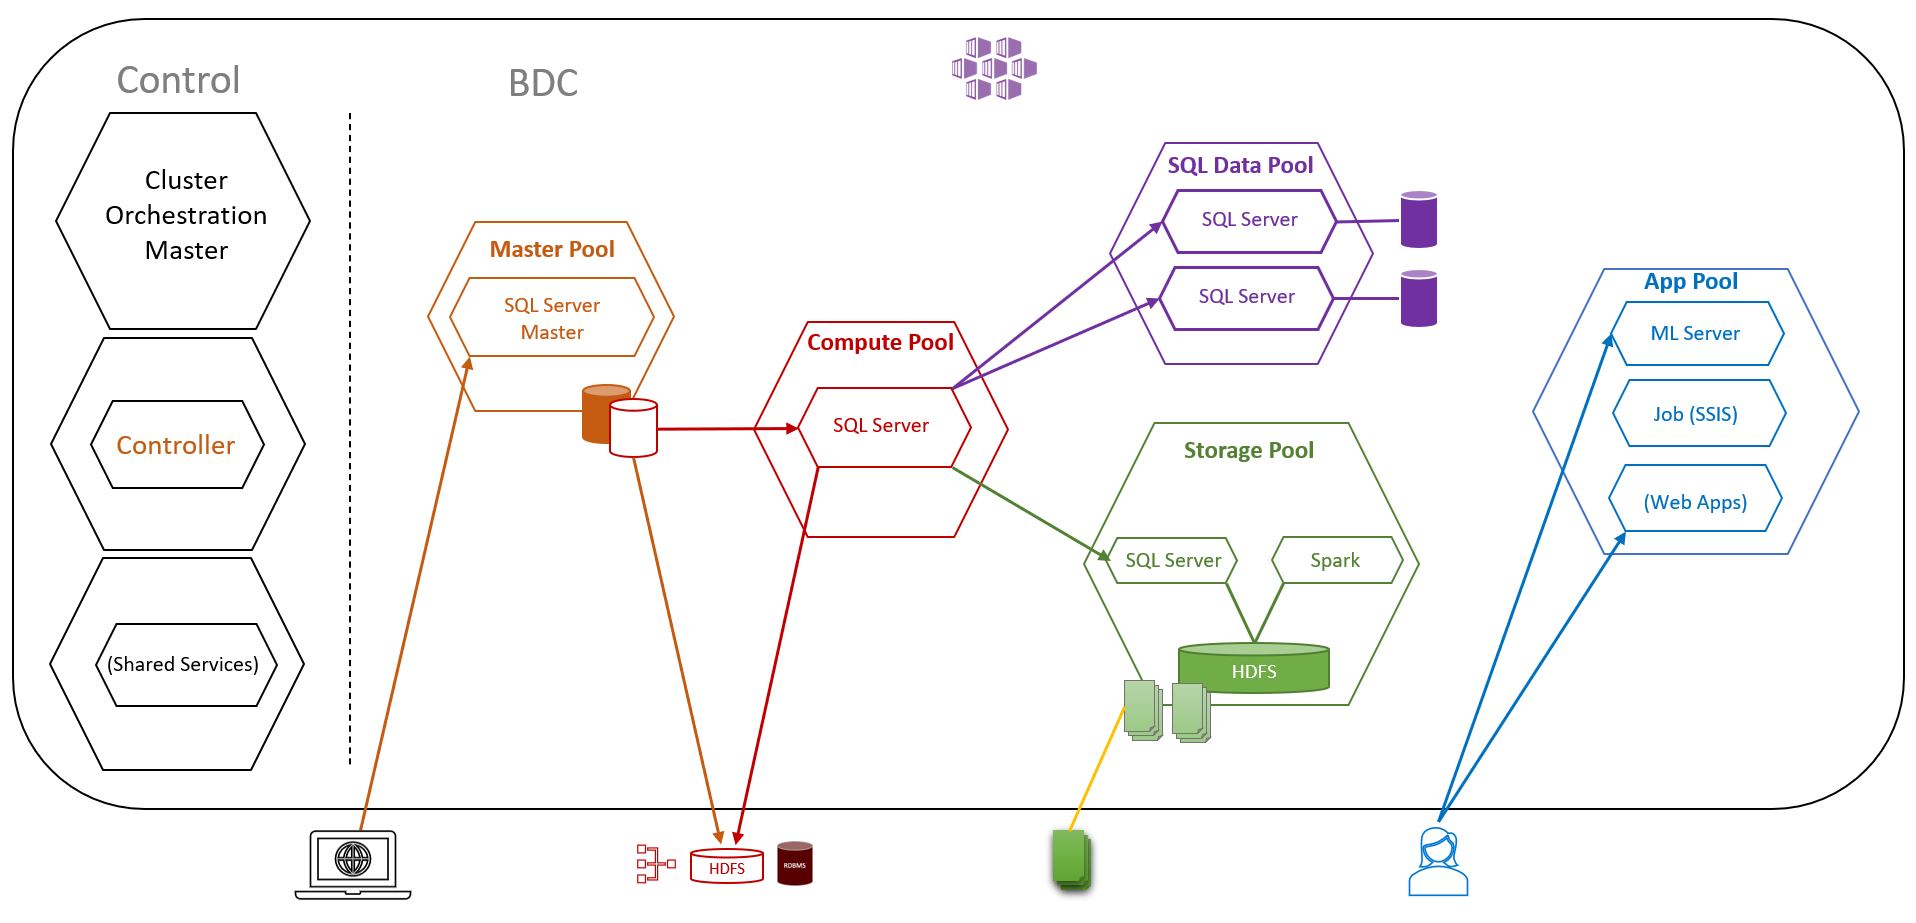 Control
BDC
Cluster
Orchestration
Master
Controller
(Shared Services)
Master Pool
SQL Server
Master
Compute Pool
SQL Server
SQL Data Pool
SQL Server
SQL Server
Storage Pool
SQL Server
Spark
HDFS
App Pool
ML Server
Job (SSIS)
(Web Apps)
HDFS
RDBMS